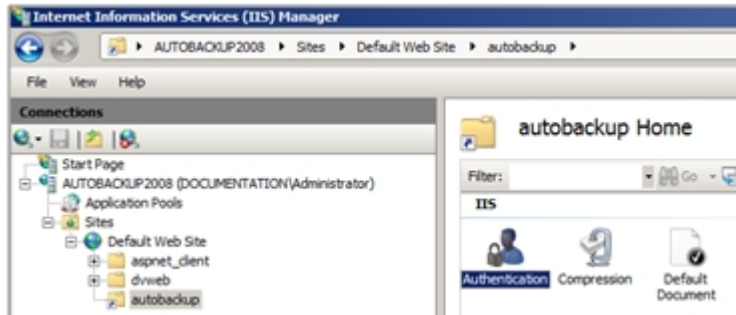 Internet Information Services (IIS) Manager
AUTOBACKUP2008 Sites Default Web Site autobackup
File View Help
Connections
autobackup Home
Start Page
AUTOBACKUP2008 (DOCUMENTATION\Administrator)
Filter: Go
Application Pools
IIS
Sites
Default Web Site
aspnet_client
dvweb
autobackup
Authentication Compression Default
Document